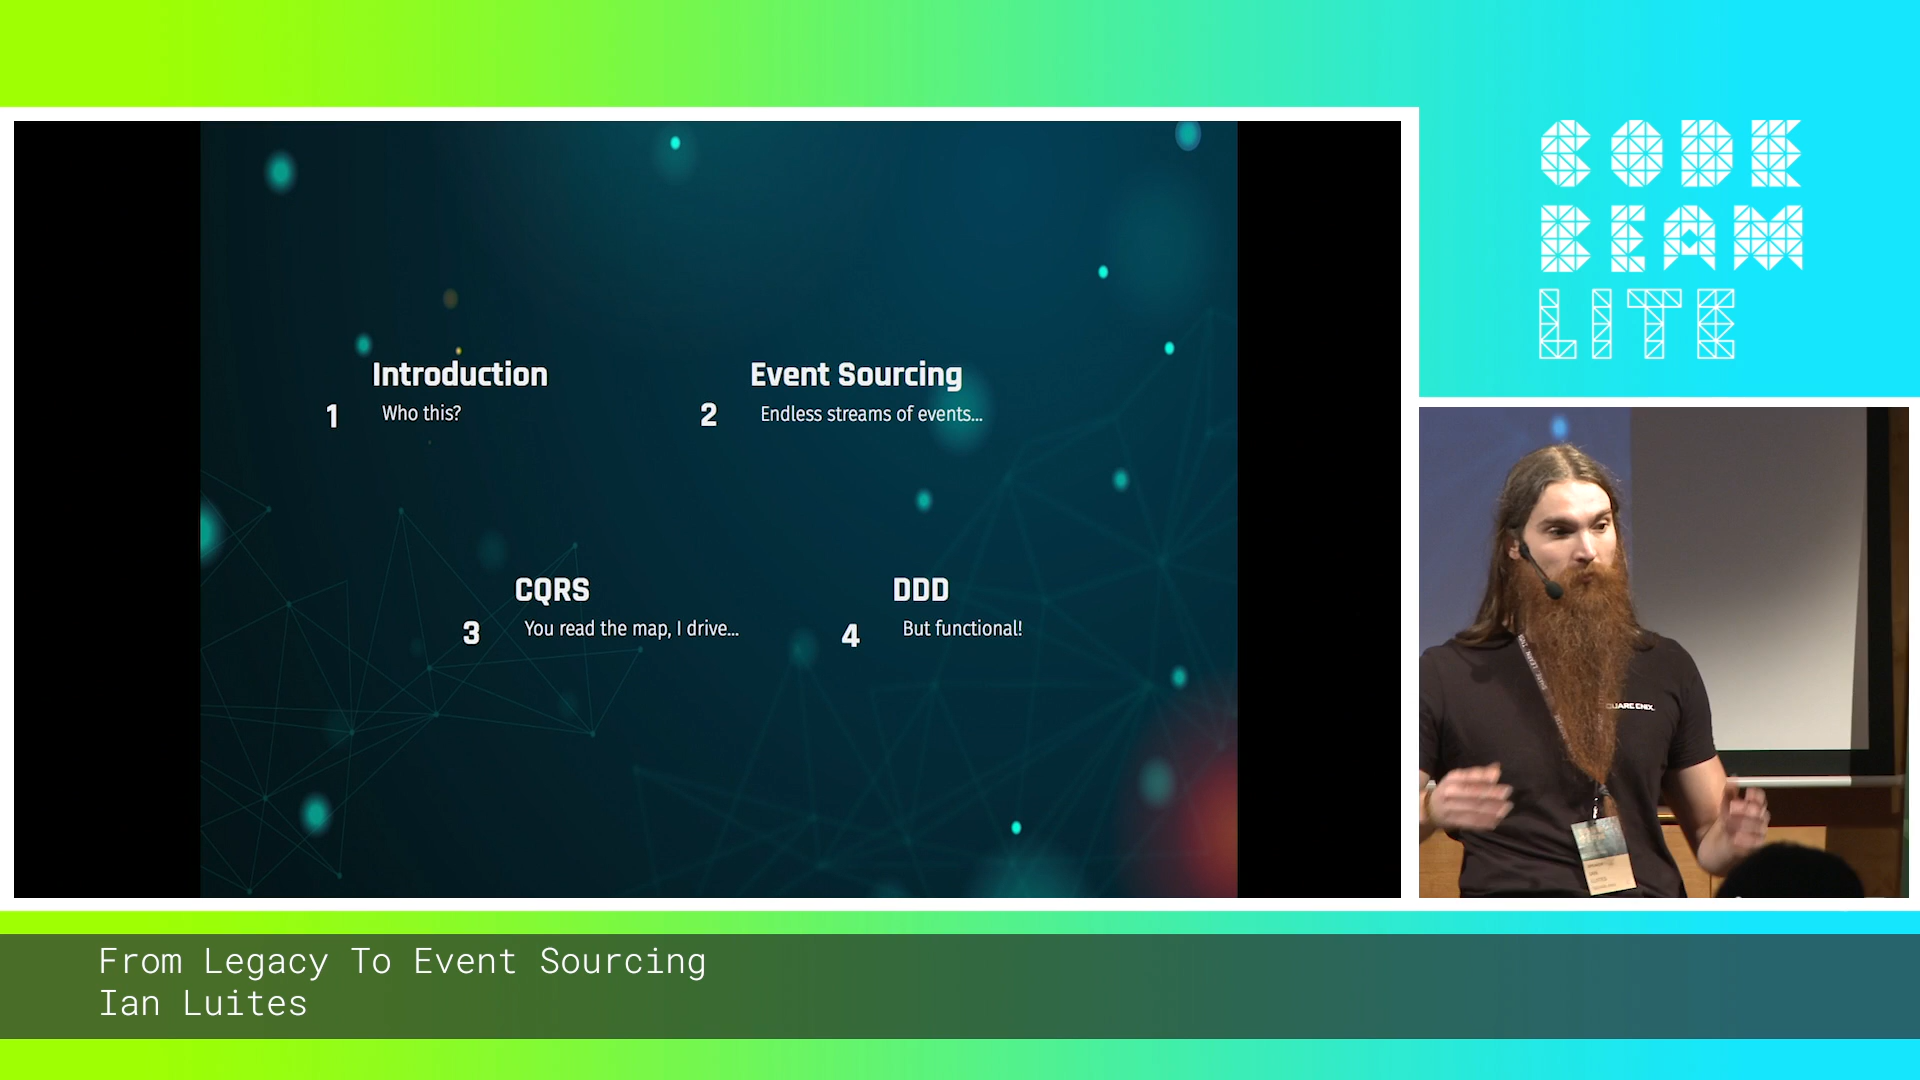 CODE
BEAM
LITE
Introduction
1 Who this?
Event Sourcing
2 Endless streams of events...
CQRS
3 You read the map, I drive...
DDD
4 But functional!
From Legacy To Event Sourcing
Ian Luites